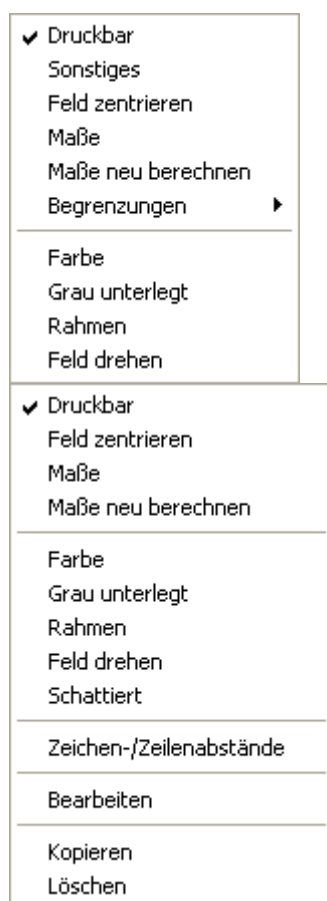 Druckbar
Sonstiges
Feld zentrieren
Maße
Maße neu berechnen
Begrenzungen
Farbe
Grau unterlegt
Rahmen
Feld drehen
Druckbar
Feld zentrieren
Maße
Maße neu berechnen
Farbe
Grau unterlegt
Rahmen
Feld drehen
Schattiert
Zeichen-/Zeilenabstände
Bearbeiten
Kopieren
Löschen